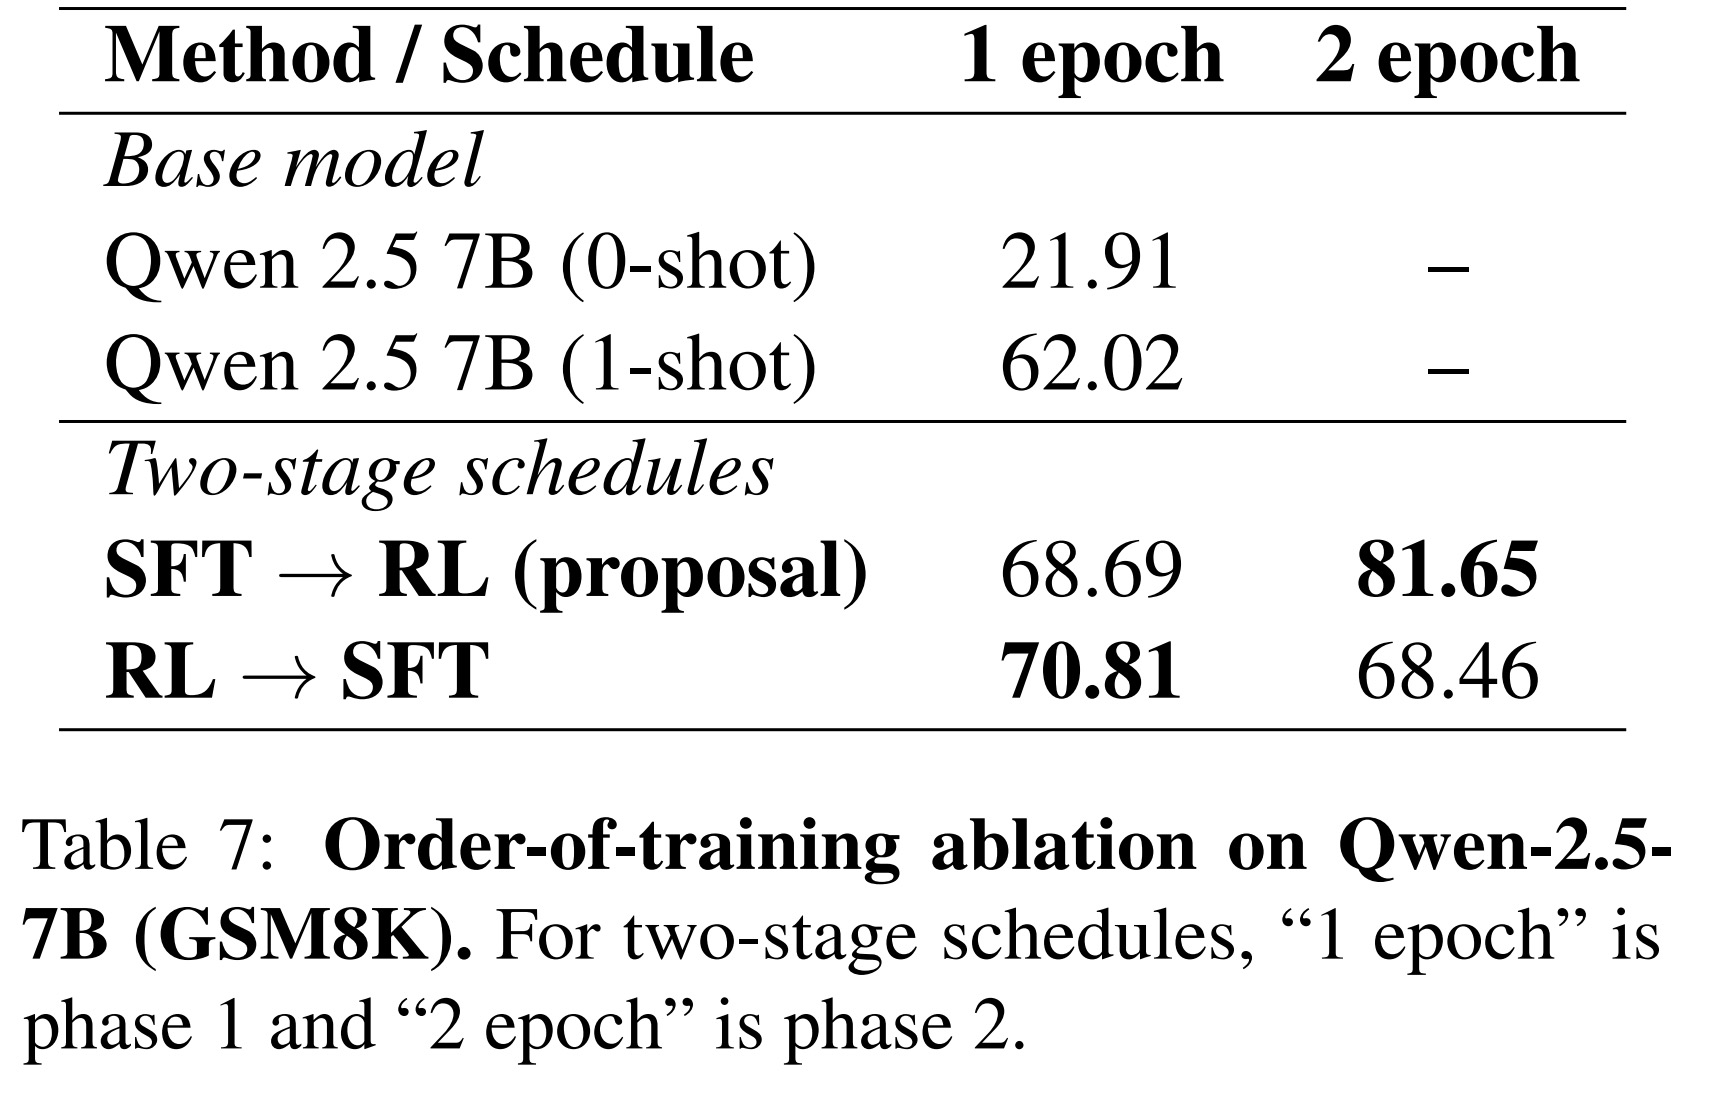 Method / Schedule 1 epoch 2 epoch
Base model
Qwen 2.5 7B (0-shot) 21.91 –
Qwen 2.5 7B (1-shot) 62.02 –
Two-stage schedules
SFT → RL (proposal) 68.69 81.65
RL → SFT 70.81 68.46
Table 7: Order-of-training ablation on Qwen-2.5-
7B (GSM8K). For two-stage schedules, “1 epoch” is
phase 1 and “2 epoch” is phase 2.